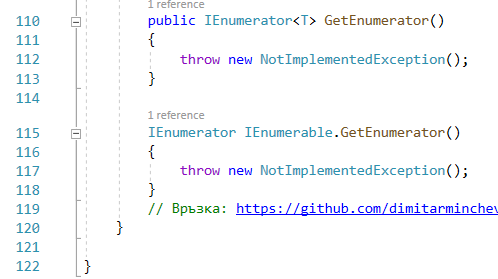 1 reference
110 public IEnumerator<T> GetEnumerator()
111 {
112 throw new NotImplementedException();
113 }
114
1 reference
115 IEnumerator IEnumerable.GetEnumerator()
116 {
117 throw new NotImplementedException();
118 }
119 // Връзка: https://github.com/dimitarminchev
120 }
121
122 }